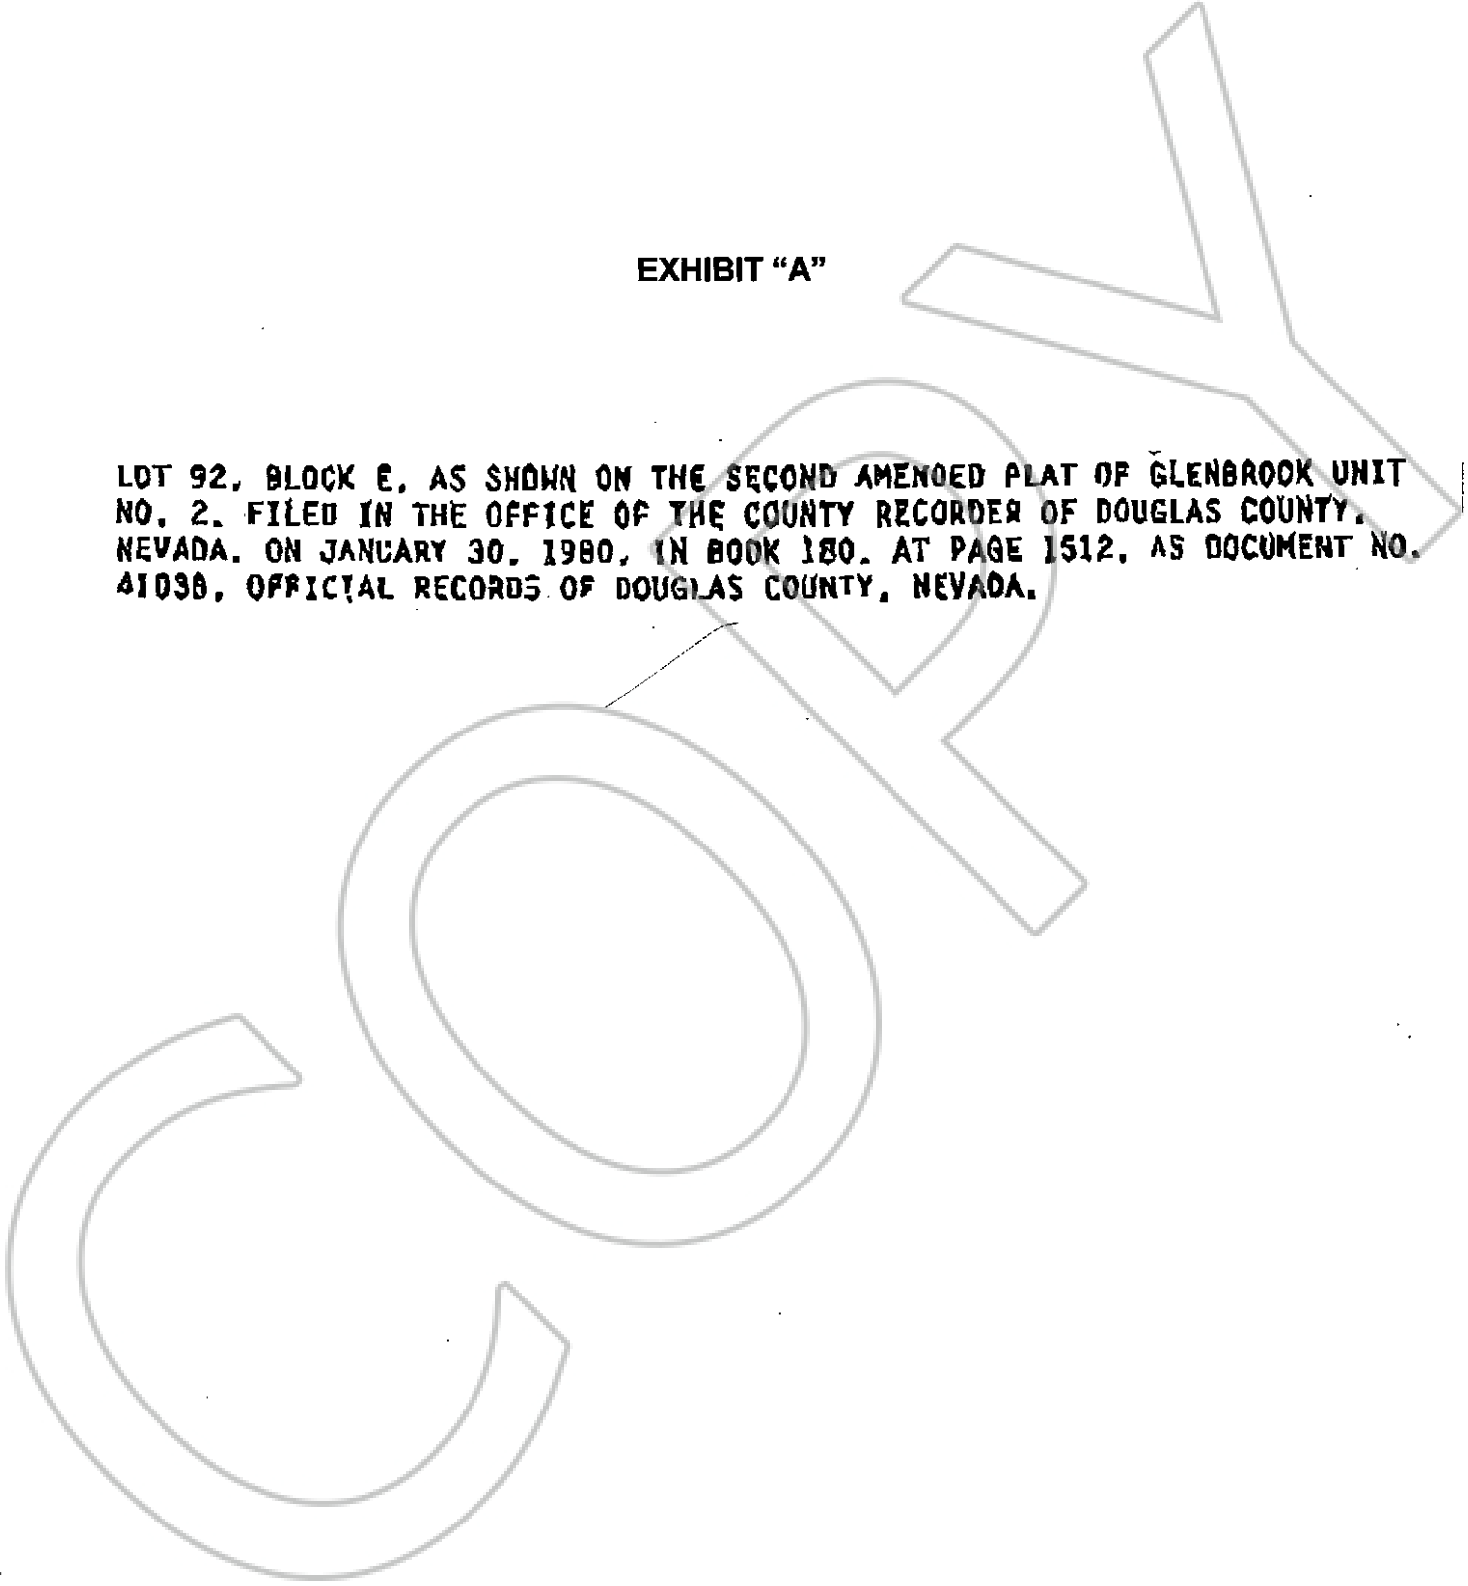 EXHIBIT “A”
LOT 92, BLOCK E, AS SHOWN ON THE SECOND AMENDED PLAT OF GLENBROOK UNIT
NO. 2, FILED IN THE OFFICE OF THE COUNTY RECORDER OF DOUGLAS COUNTY,
NEVADA, ON JANUARY 30, 1980, IN BOOK 180, AT PAGE 1512, AS DOCUMENT NO.
41038, OFFICIAL RECORDS OF DOUGLAS COUNTY, NEVADA.
COPY